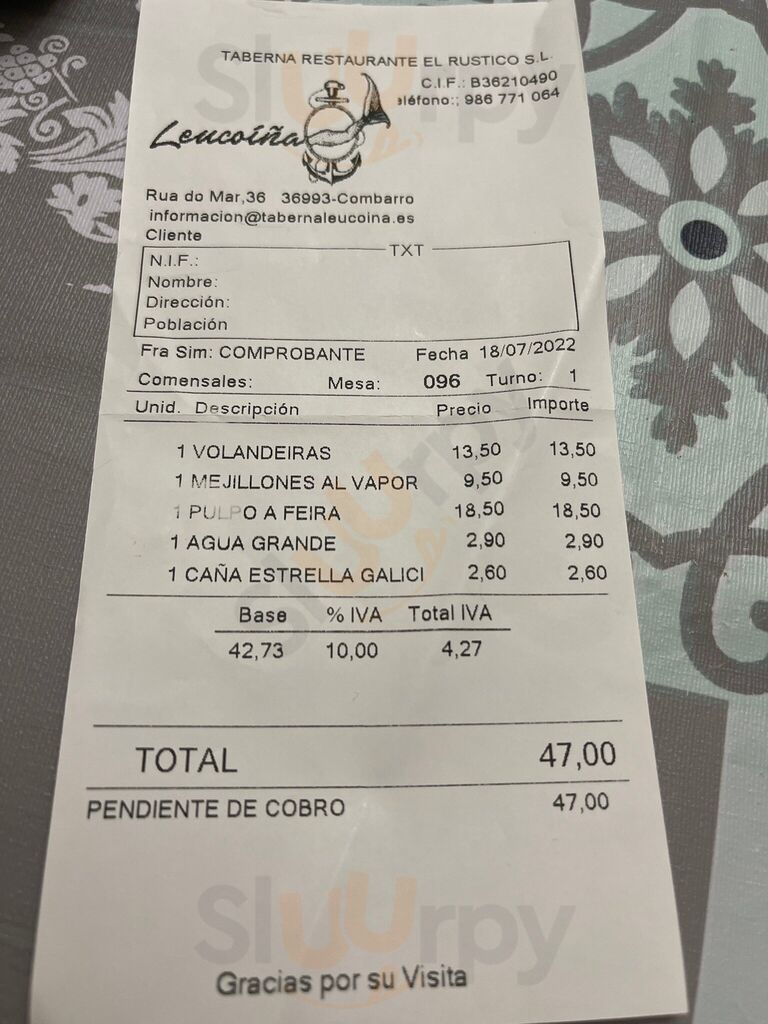 TABERNA RESTAURANTE EL RUSTICO S.L.
C.I.F.: B36210490
eléfono:; 986 771 064
Leucoíña
Rua do Mar,36 36993-Combarro
informacion@tabernaleucoina.es
Cliente
TXT
N.I.F.:
Nombre:
Dirección:
Población
Fra Sim: COMPROBANTE Fecha 18/07/2022
Comensales: Mesa: 096 Turno: 1
Unid. Descripción Precio Importe
1 VOLANDEIRAS 13,50 13,50
1 MEJILLONES AL VAPOR 9,50 9,50
1 PULPO A FEIRA 18,50 18,50
1 AGUA GRANDE 2,90 2,90
1 CAÑA ESTRELLA GALICI 2,60 2,60
Base % IVA Total IVA
42,73 10,00 4,27
TOTAL 47,00
PENDIENTE DE COBRO 47,00
Gracias por su Visita
Sluurpy
Sluurpy
Sluurpy